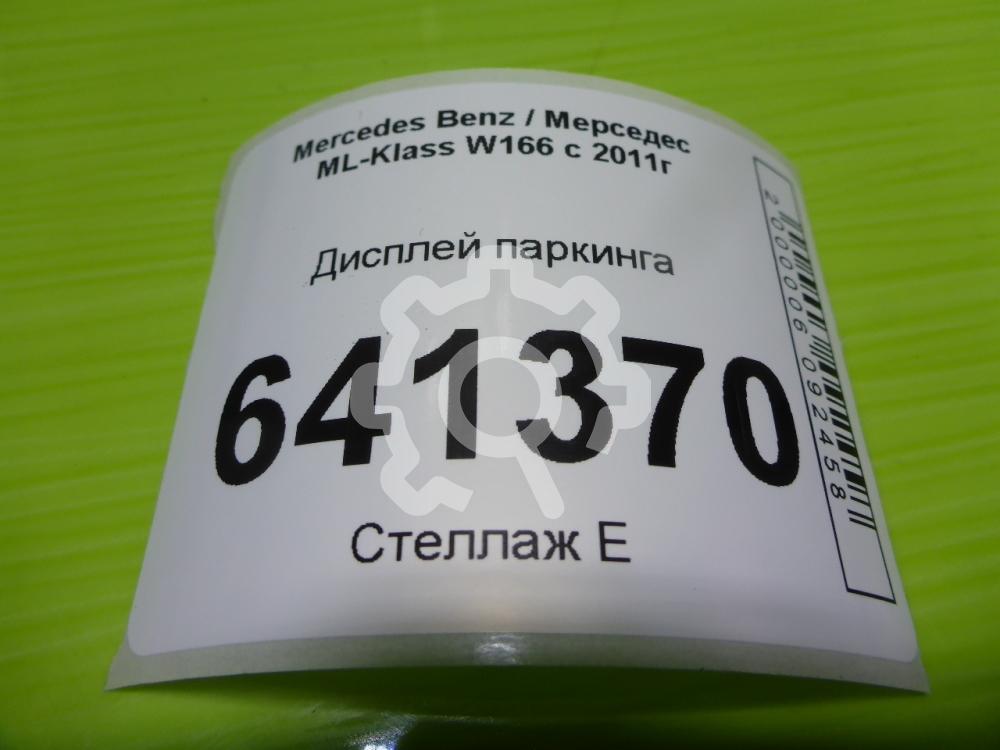 Mercedes Benz / Мерседес
ML-Klass W166 с 2011г
Дисплей паркинга
641370
Стеллаж Е
2000006092458